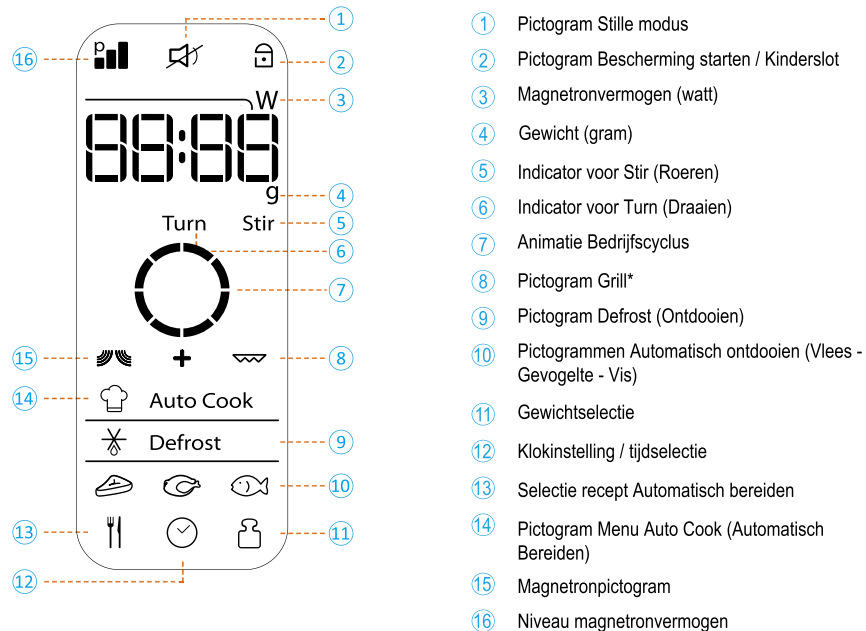 1
P
16
2
W
3
88:88
g
4
Turn
Stir
5
6
7
15
8
14
Auto Cook
Defrost
9
10
13
11
12
1 Pictogram Stille modus
2 Pictogram Bescherming starten / Kinderslot
3 Magnetronvermogen (watt)
4 Gewicht (gram)
5 Indicator voor Stir (Roeren)
6 Indicator voor Turn (Draaien)
7 Animatie Bedrijfscyclus
8 Pictogram Grill*
9 Pictogram Defrost (Ontdooien)
10 Pictogrammen Automatisch ontdooien (Vlees -
Gevogelte - Vis)
11 Gewichtselectie
12 Klokinstelling / tijdselectie
13 Selectie recept Automatisch bereiden
14 Pictogram Menu Auto Cook (Automatisch
Bereiden)
15 Magnetronpictogram
16 Niveau magnetronvermogen